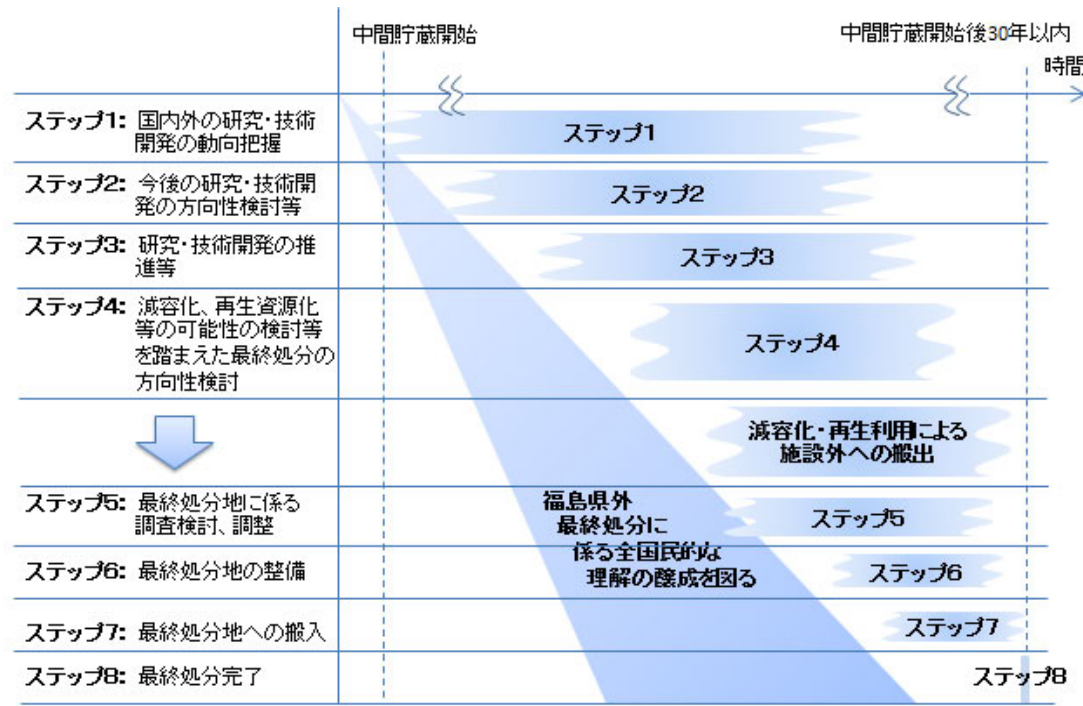 中間貯蔵開始
中間貯蔵開始後30年以内
時間
ステップ1: 国内外の研究・技術
開発の動向把握
ステップ1
ステップ2: 今後の研究・技術開
発の方向性検討等
ステップ2
ステップ3: 研究・技術開発の推
進等
ステップ3
ステップ4: 減容化、再生資源化
等の可能性の検討等
を踏まえた最終処分の
方向性検討
ステップ4
減容化・再生利用による
施設外への搬出
ステップ5: 最終処分地に係る
調査検討、調整
ステップ5
福島県外
最終処分に
係る全国民的な
理解の醸成を図る
ステップ6: 最終処分地の整備
ステップ6
ステップ7: 最終処分地への搬入
ステップ7
ステップ8: 最終処分完了
ステップ8